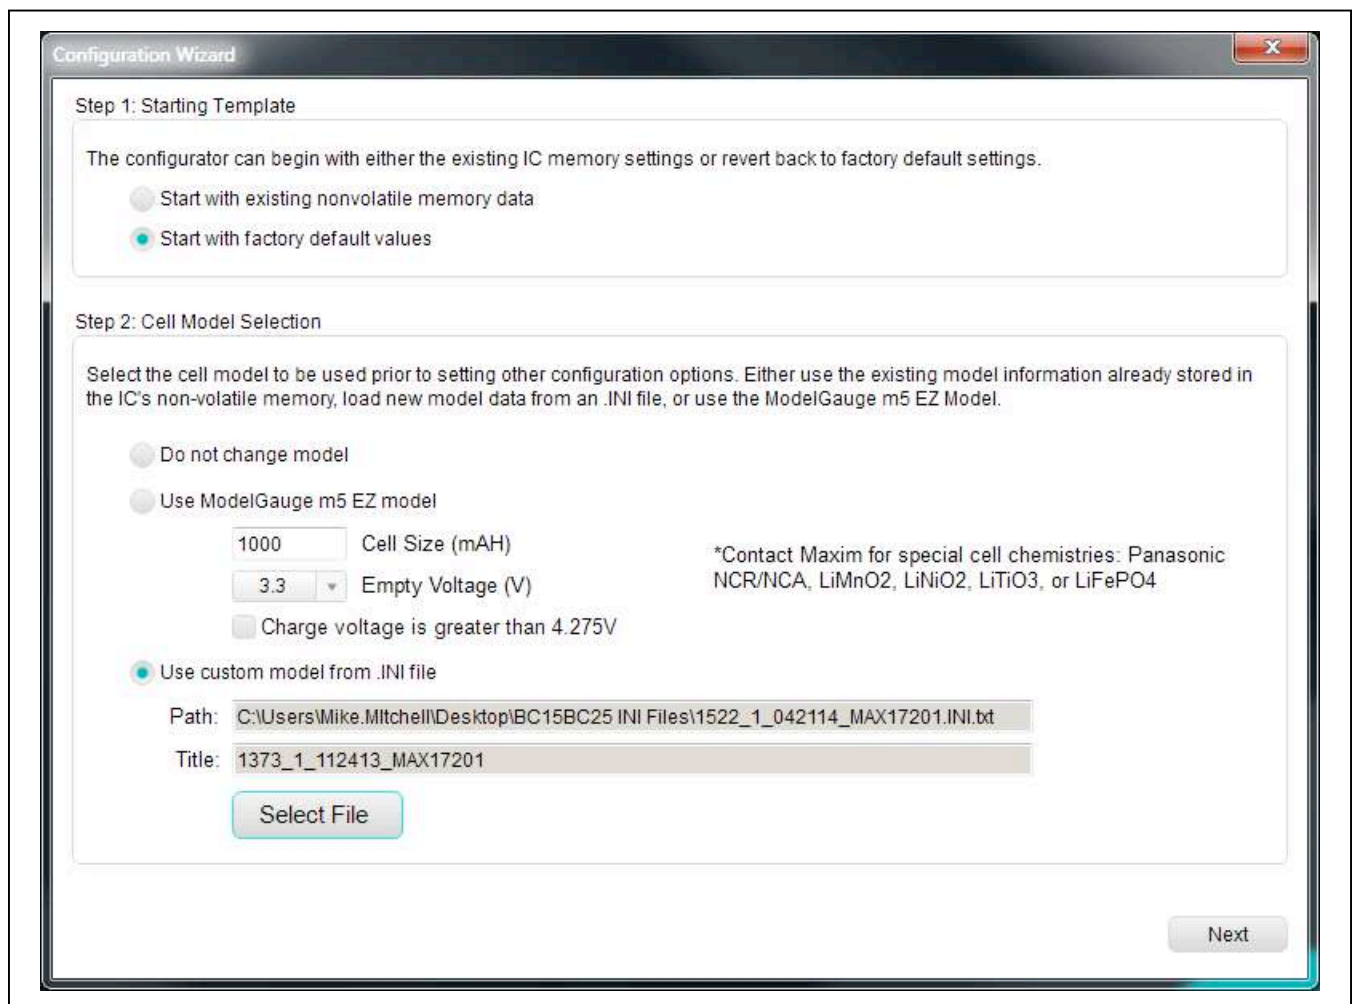 Configuration Wizard
X
Step 1: Starting Template
The configurator can begin with either the existing IC memory settings or revert back to factory default settings.
Start with existing nonvolatile memory data
Start with factory default values
Step 2: Cell Model Selection
Select the cell model to be used prior to setting other configuration options. Either use the existing model information already stored in
the IC's non-volatile memory, load new model data from an .INI file, or use the ModelGauge m5 EZ Model.
Do not change model
Use ModelGauge m5 EZ model
1000 Cell Size (mAH)
3.3 Empty Voltage (V)
*Contact Maxim for special cell chemistries: Panasonic
NCR/NCA, LiMnO2, LiNiO2, LiTiO3, or LiFePO4
Charge voltage is greater than 4.275V
Use custom model from .INI file
Path: C:\Users\Mike.MItchell\Desktop\BC15BC25 INI Files\1522_1_042114_MAX17201.INI.txt
Title: 1373_1_112413_MAX17201
Select File
Next